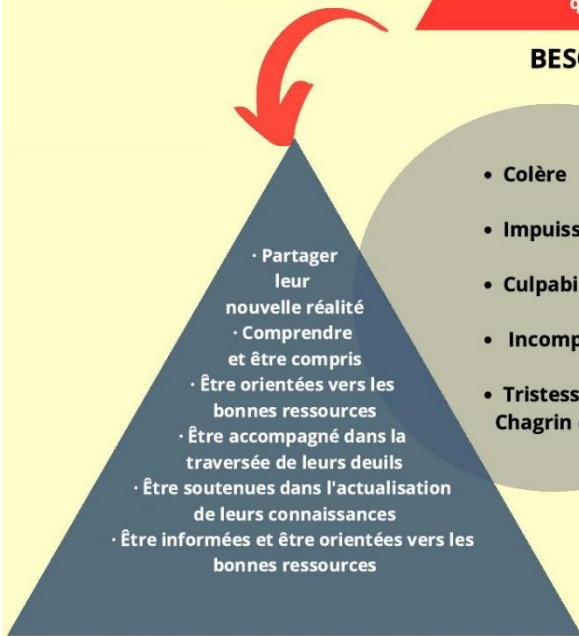 · Partager
leur
nouvelle réalité
· Comprendre
et être compris
· Être orientées vers les
bonnes ressources
· Être accompagné dans la
traversée de leurs deuils
· Être soutenues dans l'actualisation
de leurs connaissances
· Être informées et être orientées vers les
bonnes ressources
• Colère
• Tristess
Chagrin